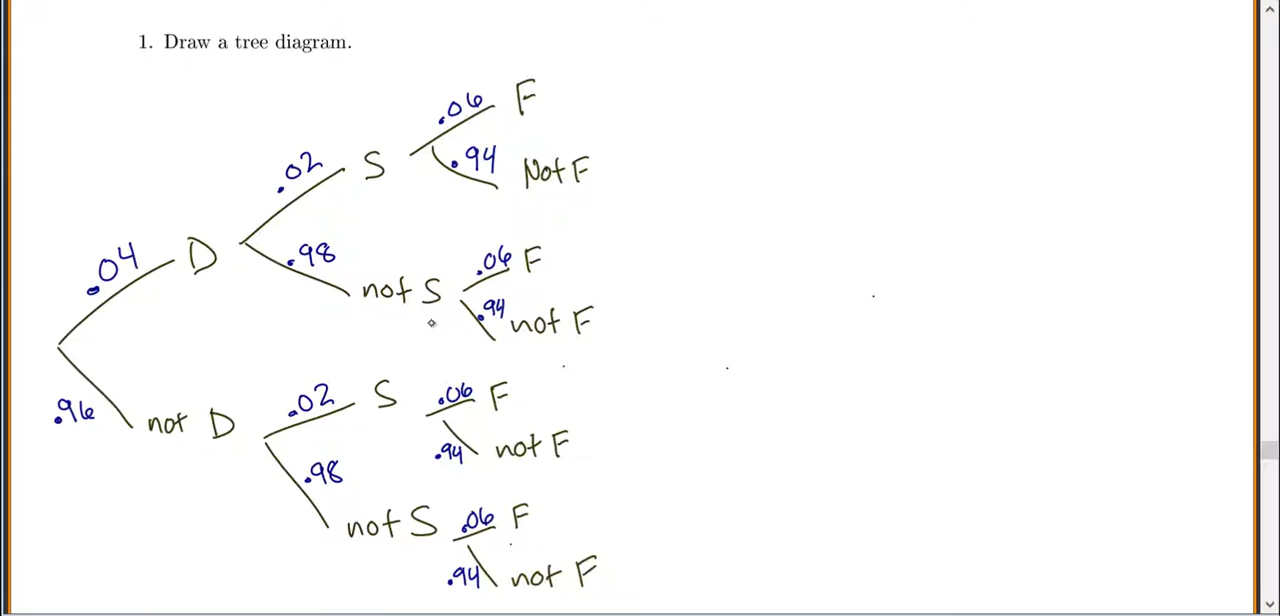 1. Draw a tree diagram.
.06 F
.02 S .94 Not F
.04 D .98 not S .06 F
.94 not F
.96 not D .02 S .06 F
.94 not F
.98 not S .06 F
.94 not F